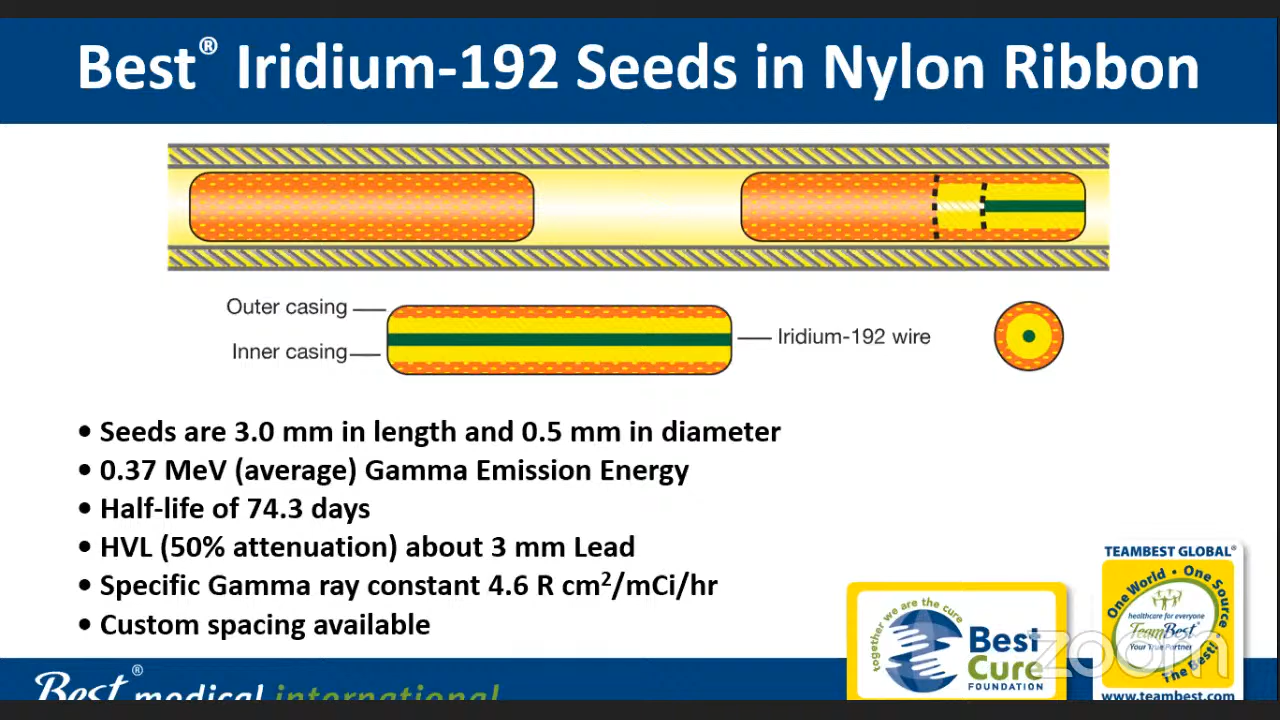 Best® Iridium-192 Seeds in Nylon Ribbon
Outer casing
Inner casing
Iridium-192 wire
• Seeds are 3.0 mm in length and 0.5 mm in diameter
• 0.37 MeV (average) Gamma Emission Energy
• Half-life of 74.3 days
• HVL (50% attenuation) about 3 mm Lead
• Specific Gamma ray constant 4.6 R cm²/mCi/hr
• Custom spacing available
Best® medical international
together we are the cure
Best
Cure
FOUNDATION
TEAMBEST GLOBAL®
One World • One Source
healthcare for everyone
TeamBest®
Your True Partner
The Best!
www.teambest.com
zoom